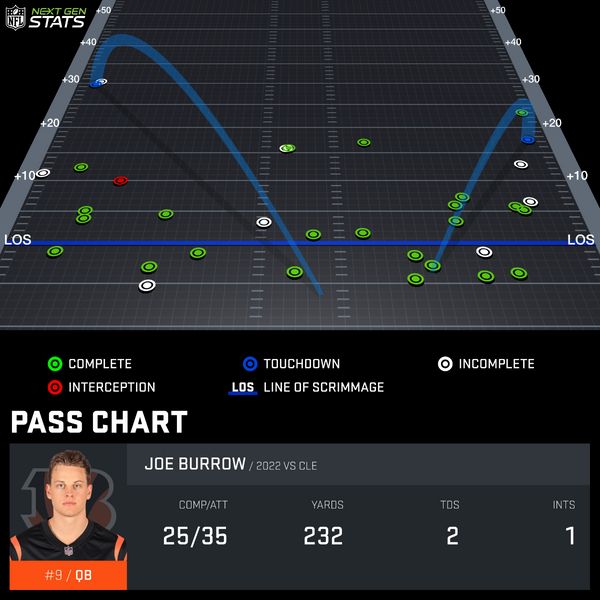 NFL NEXT GEN
STATS
+50 +50
+40 +40
+30 +30
+20 +20
+10 +10
LOS LOS
COMPLETE TOUCHDOWN INCOMPLETE
INTERCEPTION LOS LINE OF SCRIMMAGE
PASS CHART
JOE BURROW / 2022 VS CLE
COMP/ATT YARDS TDS INTS
25/35 232 2 1
#9 / QB